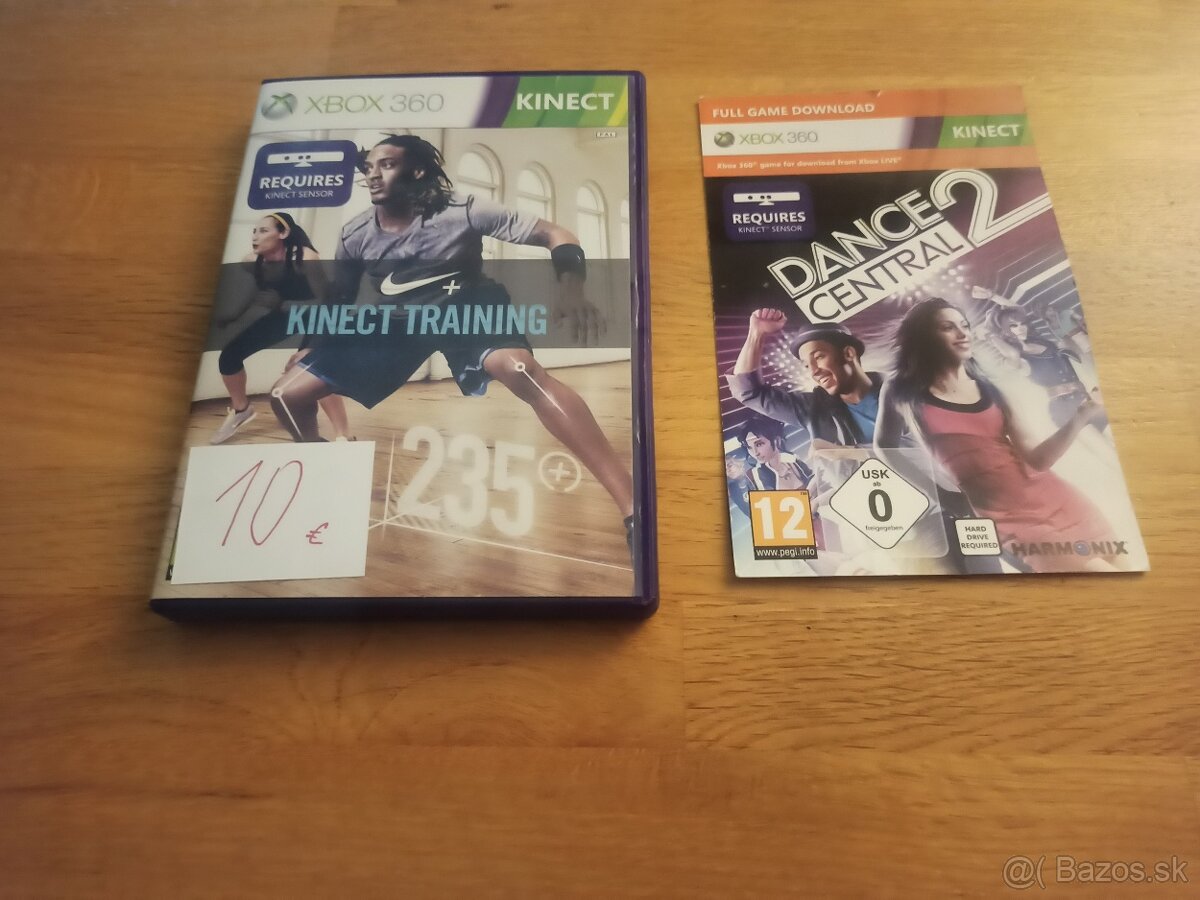 XBOX 360 KINECT
PAL
REQUIRES
KINECT SENSOR
+
KINECT TRAINING
235+
10 €
FULL GAME DOWNLOAD
XBOX 360 KINECT
Xbox 360® game for download from Xbox LIVE®
REQUIRES
KINECT™ SENSOR
DANCE
CENTRAL 2
12
www.pegi.info
USK
ab
0
freigegeben
HARD
DRIVE
REQUIRED
HARMONIX
@( Bazos.sk